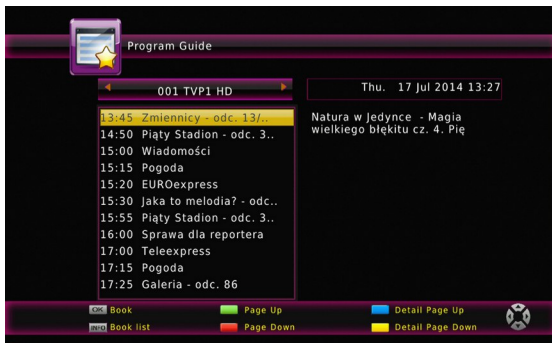 Program Guide
001 TVP1 HD
Thu. 17 Jul 2014 13:27
13:45 Zmiennicy - odc. 13/..
14:50 Piąty Stadion - odc. 3..
15:00 Wiadomości
15:15 Pogoda
15:20 EUROexpress
15:30 Jaka to melodia? - odc..
15:55 Piąty Stadion - odc. 3..
16:00 Sprawa dla reportera
17:00 Teleexpress
17:15 Pogoda
17:25 Galeria - odc. 86
Natura w Jedynce - Magia
wielkiego błękitu cz. 4. Pię
OK Book
Page Up
Detail Page Up
INFO Book list
Page Down
Detail Page Down